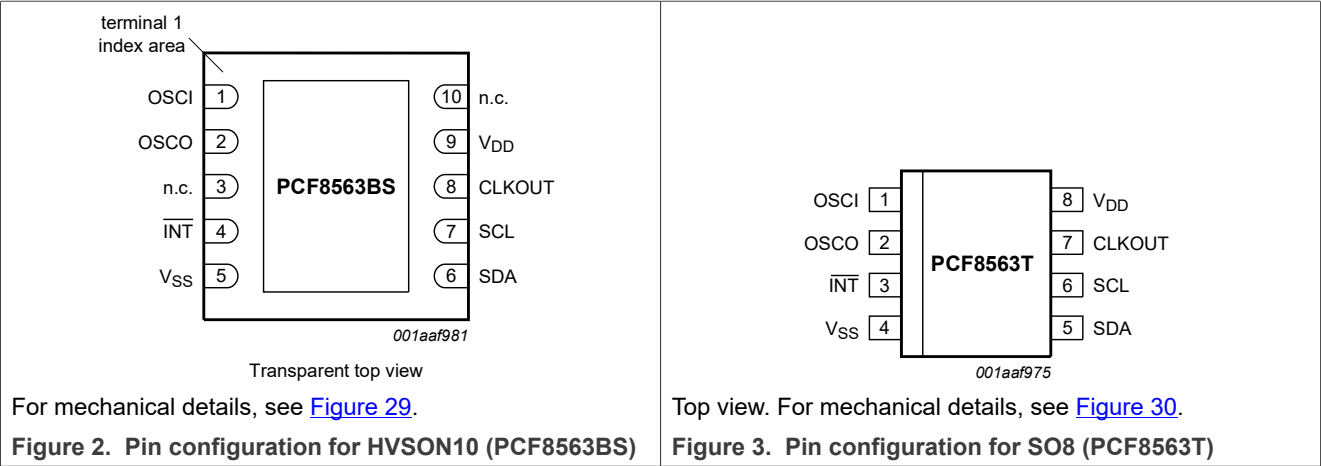 terminal 1
index area
OSCI 1
10 n.c.
OSCO 2
9 VDD
n.c. 3
PCF8563BS
8 CLKOUT
INT 4
7 SCL
VSS 5
6 SDA
001aaf981
Transparent top view
For mechanical details, see Figure 29.
Figure 2. Pin configuration for HVSON10 (PCF8563BS)
OSCI 1
8 VDD
OSCO 2
7 CLKOUT
PCF8563T
INT 3
6 SCL
VSS 4
5 SDA
001aaf975
Top view. For mechanical details, see Figure 30.
Figure 3. Pin configuration for SO8 (PCF8563T)